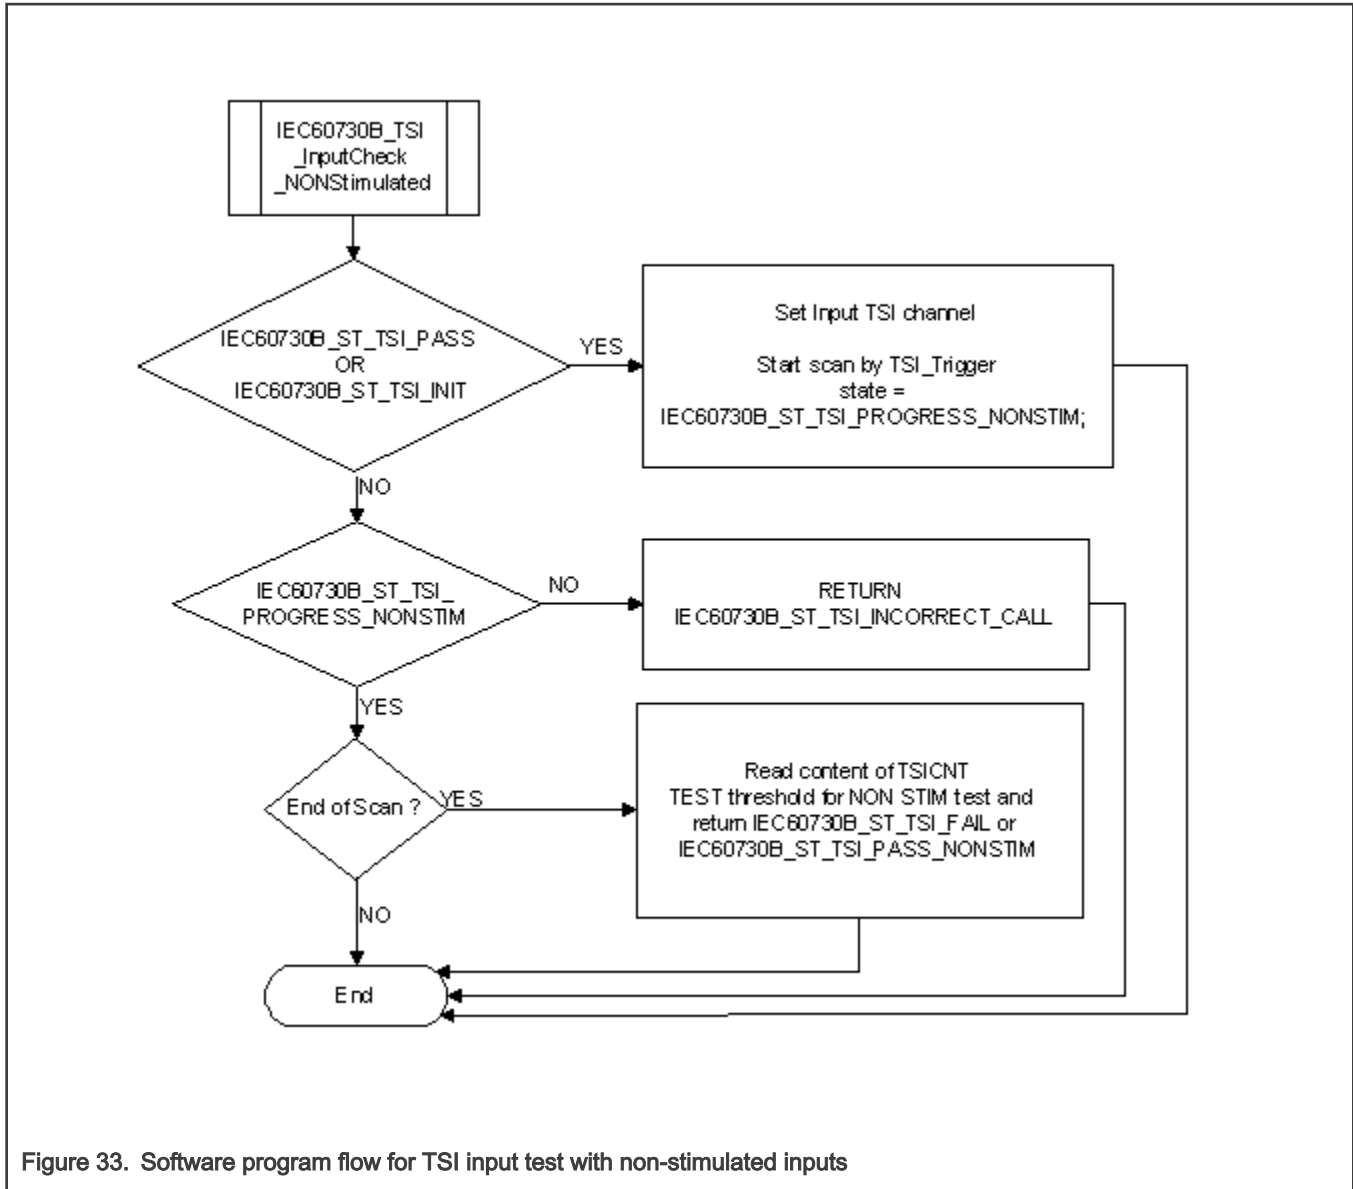 IEC60730B_TSI
_InputCheck
_NONStimulated
IEC60730B_ST_TSI_PASS
OR
IEC60730B_ST_TSI_INIT
YES
Set Input TSI channel
Start scan by TSI_Trigger
state =
IEC60730B_ST_TSI_PROGRESS_NONSTIM;
NO
IEC60730B_ST_TSI_
PROGRESS_NONSTIM
NO
RETURN
IEC60730B_ST_TSI_INCORRECT_CALL
YES
End of Scan ?
YES
Read content of TSICNT
TEST threshold for NON STIM test and
return IEC60730B_ST_TSI_FAIL or
IEC60730B_ST_TSI_PASS_NONSTIM
NO
End
Figure 33. Software program flow for TSI input test with non-stimulated inputs